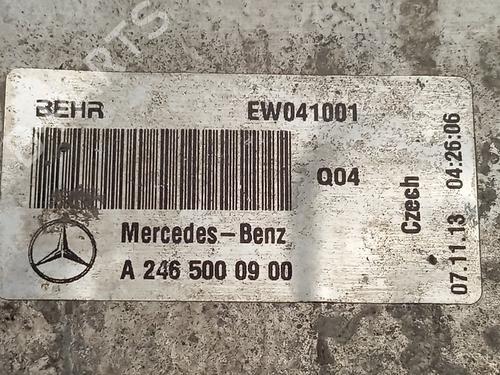 BEHR EW041001
Q04
Mercedes-Benz
A 246 500 09 00
Czech
07.11.13 04:26:06